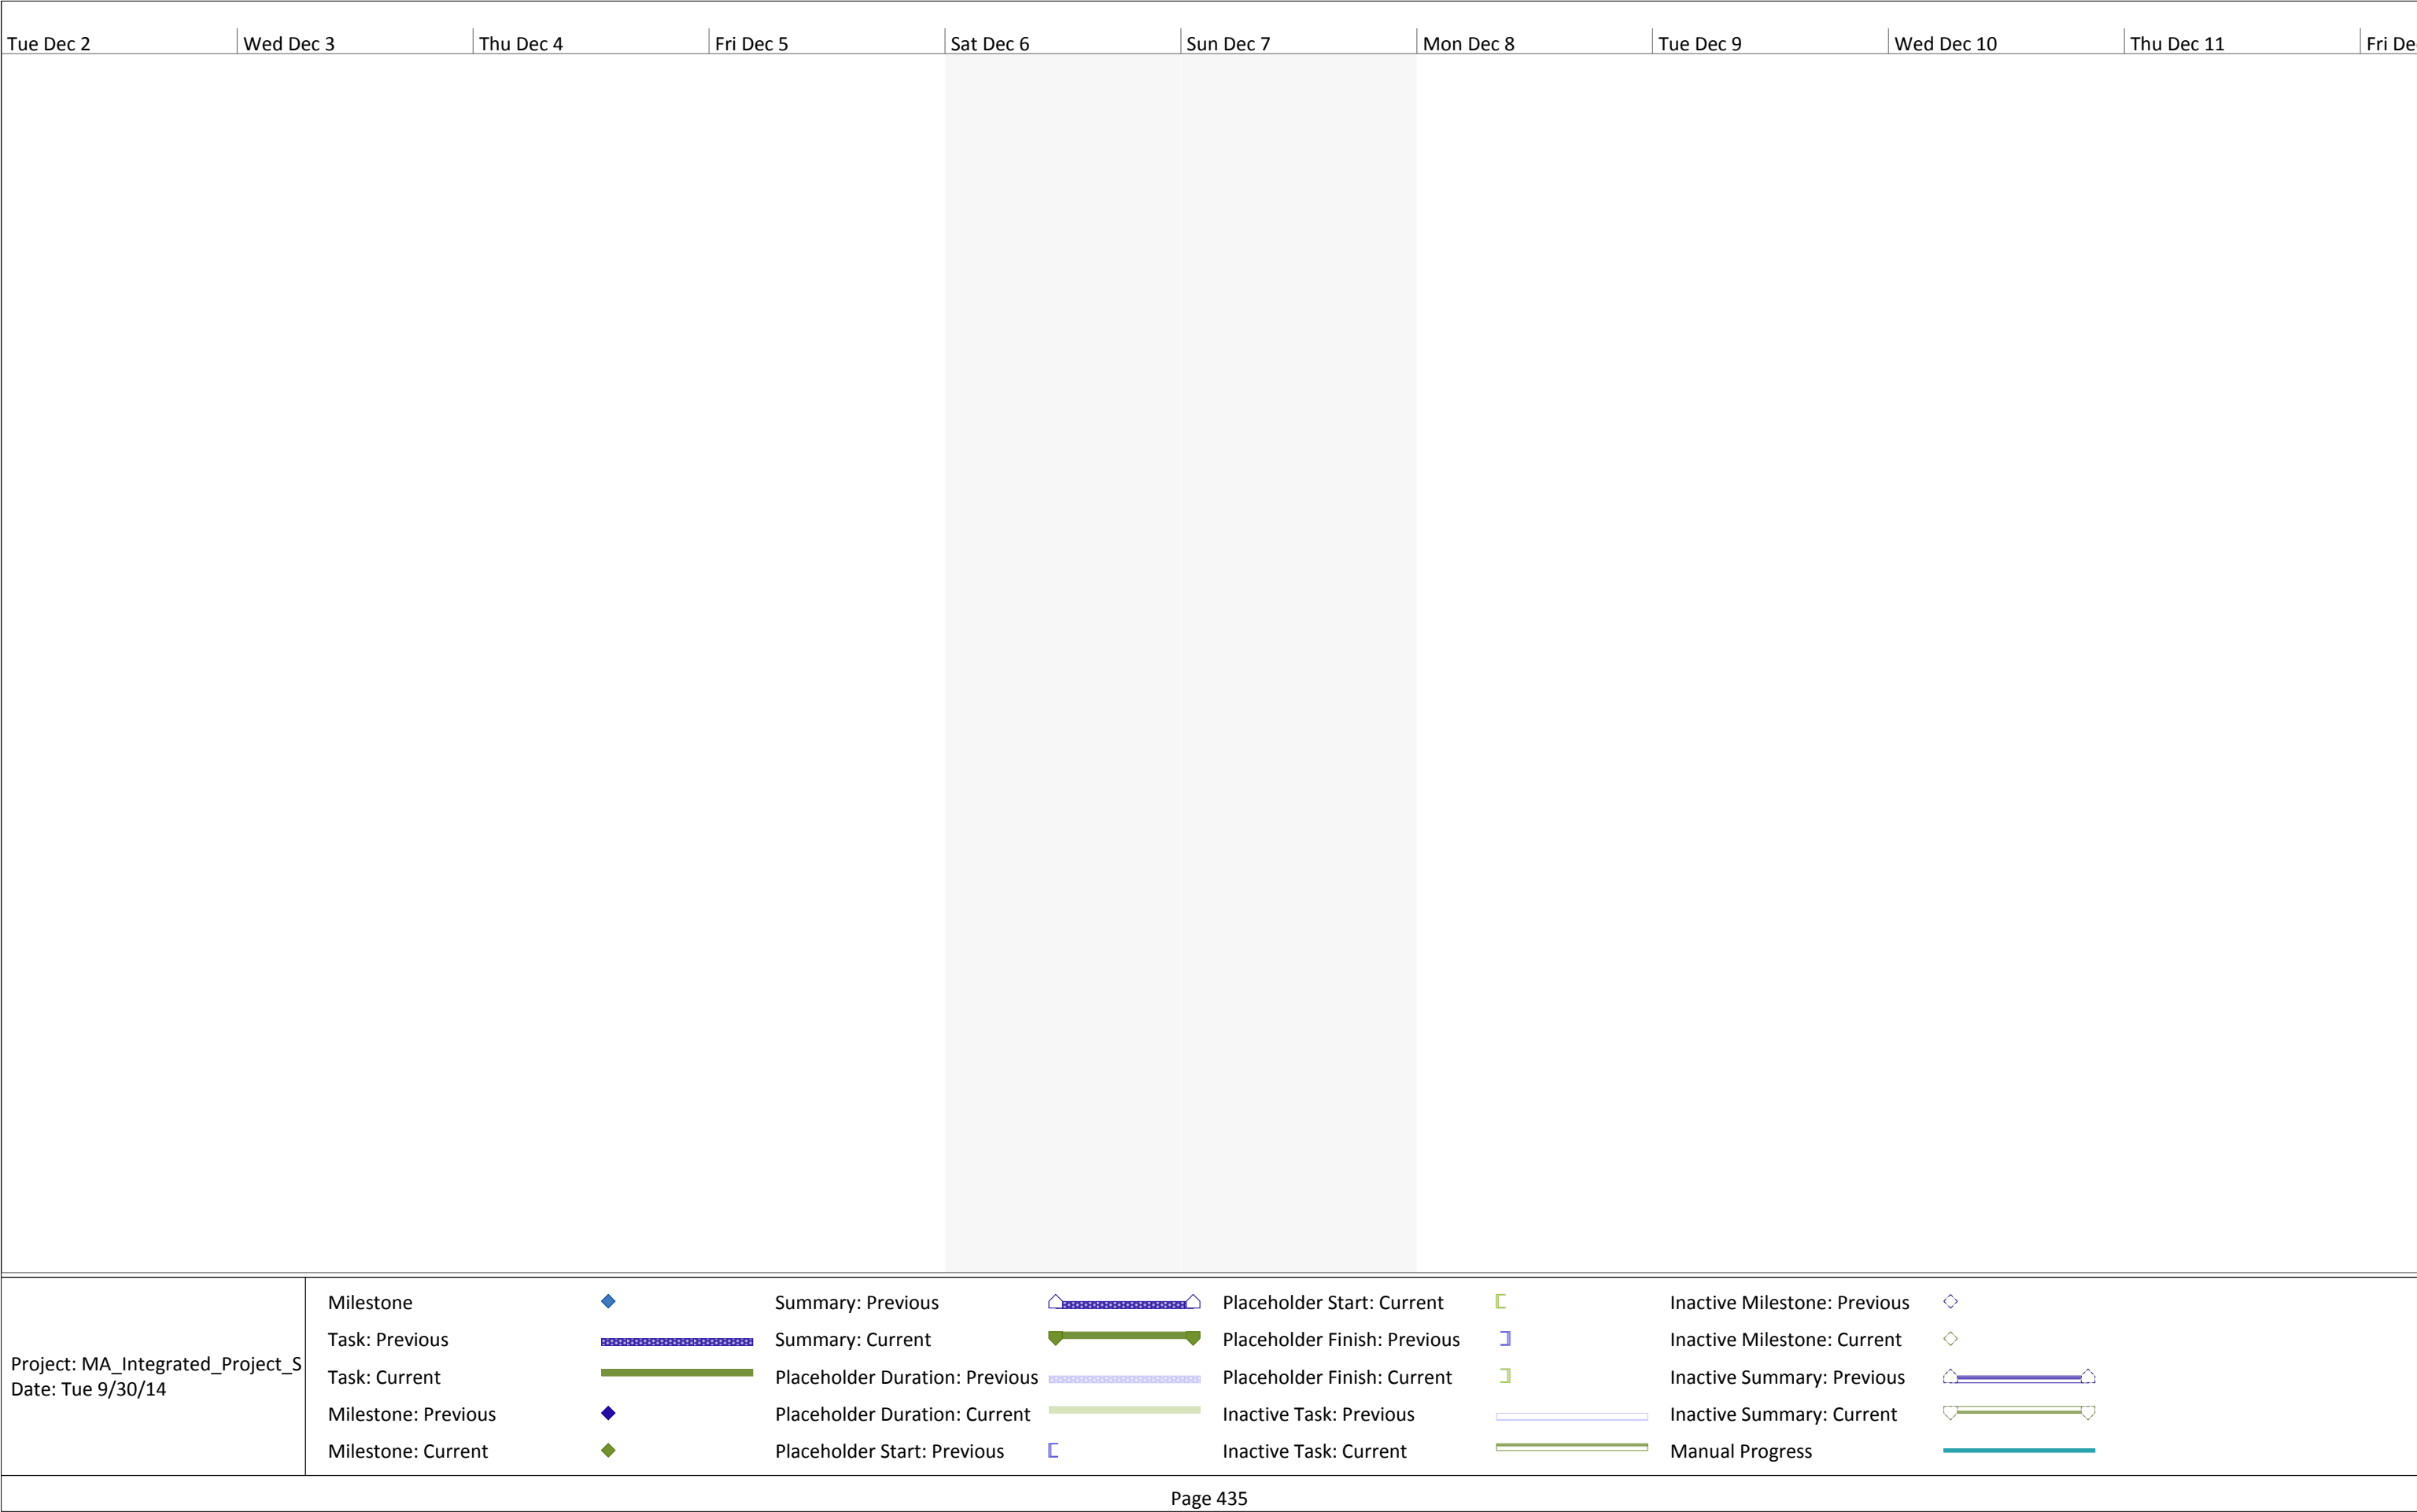 Tue Dec 2 Wed Dec 3 Thu Dec 4 Fri Dec 5 Sat Dec 6 Sun Dec 7 Mon Dec 8 Tue Dec 9 Wed Dec 10 Thu Dec 11 Fri De
Project: MA_Integrated_Project_S
Date: Tue 9/30/14
Milestone
Task: Previous
Task: Current
Milestone: Previous
Milestone: Current
Summary: Previous
Summary: Current
Placeholder Duration: Previous
Placeholder Duration: Current
Placeholder Start: Previous
Placeholder Start: Current
Placeholder Finish: Previous
Placeholder Finish: Current
Inactive Task: Previous
Inactive Task: Current
Inactive Milestone: Previous
Inactive Milestone: Current
Inactive Summary: Previous
Inactive Summary: Current
Manual Progress
Page 435